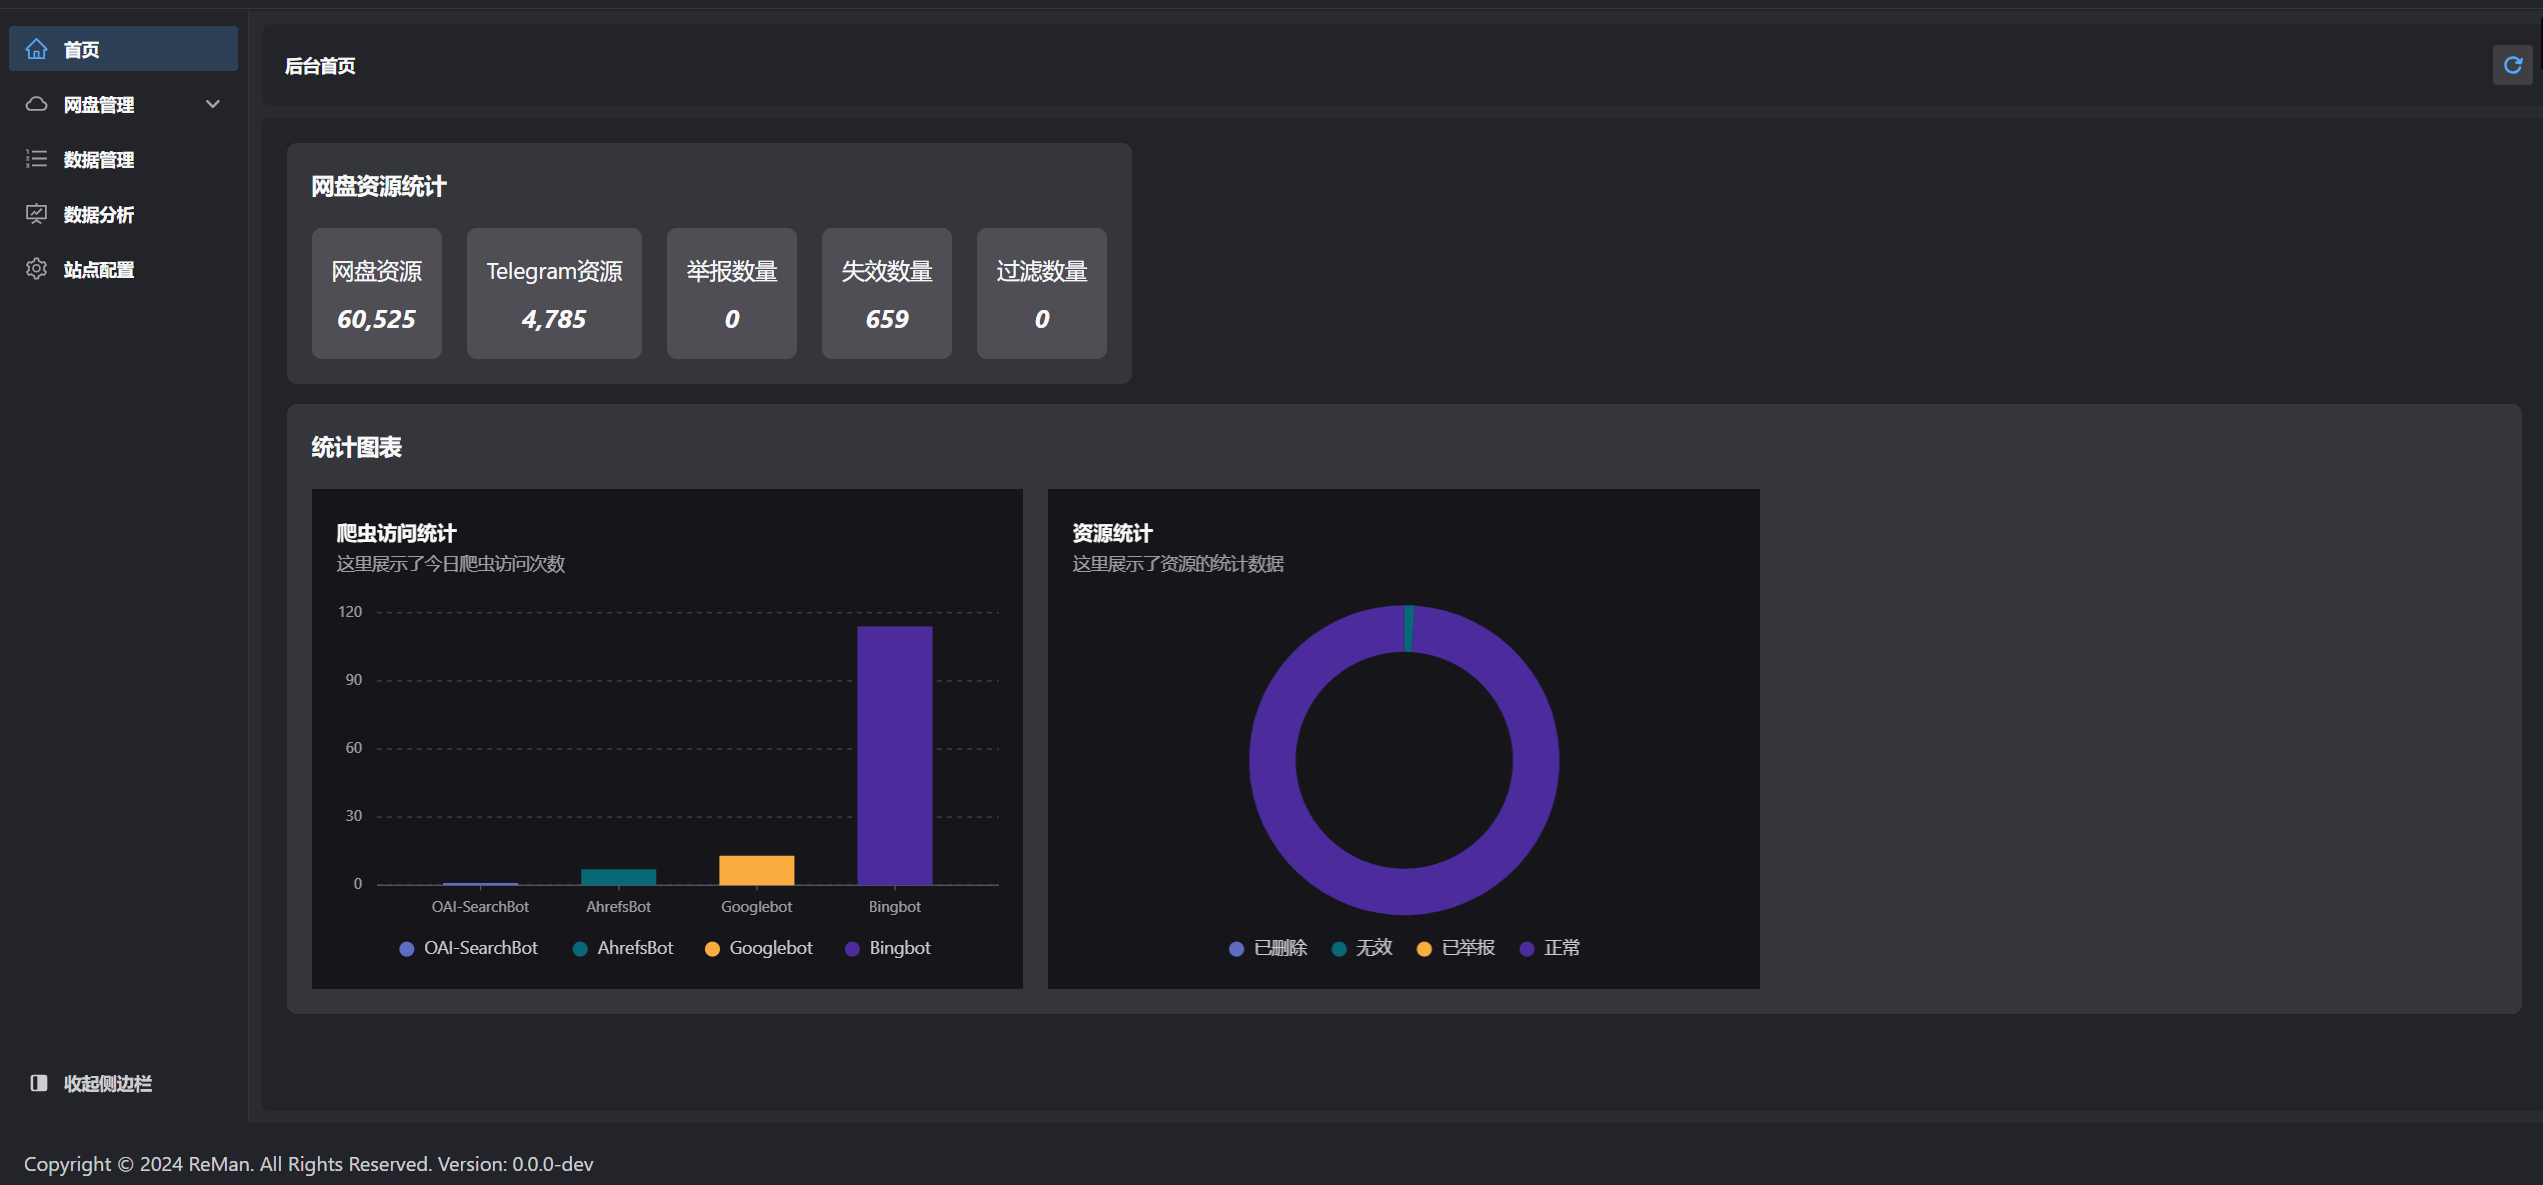 首页
网盘管理
数据管理
数据分析
站点配置
收起侧边栏
后台首页
网盘资源统计
网盘资源
60,525
Telegram资源
4,785
举报数量
0
失效数量
659
过滤数量
0
统计图表
爬虫访问统计
这里展示了今日爬虫访问次数
120
90
60
30
0
OAI-SearchBot AhrefsBot Googlebot Bingbot
OAI-SearchBot AhrefsBot Googlebot Bingbot
资源统计
这里展示了资源的统计数据
已删除 无效 已举报 正常
Copyright © 2024 ReMan. All Rights Reserved. Version: 0.0.0-dev